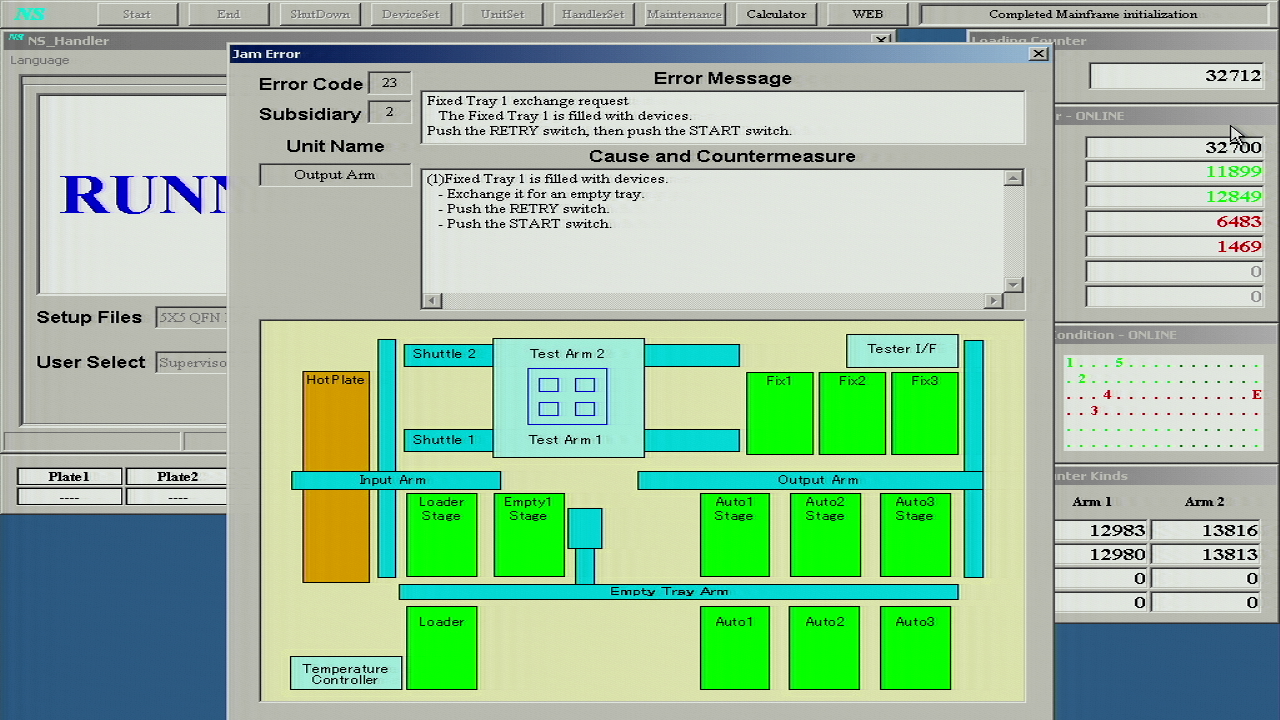 NS
Start
End
ShutDown
DeviceSet
UnitSet
HandlerSet
Maintenance
Calculator
WEB
Completed Mainframe initialization
NS NS_Handler
Language
RUNN
Setup Files
5X5 QFN
User Select
Superviso
Plate1
Plate2
----
----
Jam Error
Error Code
23
Subsidiary
2
Unit Name
Output Arm
Error Message
Fixed Tray 1 exchange request
The Fixed Tray 1 is filled with devices.
Push the RETRY switch, then push the START switch.
Cause and Countermeasure
(1)Fixed Tray 1 is filled with devices.
- Exchange it for an empty tray.
- Push the RETRY switch.
- Push the START switch.
Shuttle 2
Test Arm 2
Tester I/F
HotPlate
Fix1
Fix2
Fix3
Shuttle 1
Test Arm 1
Input Arm
Output Arm
Loader
Stage
Empty1
Stage
Auto1
Stage
Auto2
Stage
Auto3
Stage
Empty Tray Arm
Loader
Auto1
Auto2
Auto3
Temperature
Controller
Loading Counter
32712
r - ONLINE
32700
11899
12849
6483
1469
0
0
ondition - ONLINE
1 . . . 5 . . . . . . . . . . .
. 2 . . . . . . . . . . . . . .
. . . 4 . . . . . . . . . . . E
. . 3 . . . . . . . . . . . . .
. . . . . . . . . . . . . . . .
. . . . . . . . . . . . . . . .
unter Kinds
Arm 1
Arm 2
12983
13816
12980
13813
0
0
0
0